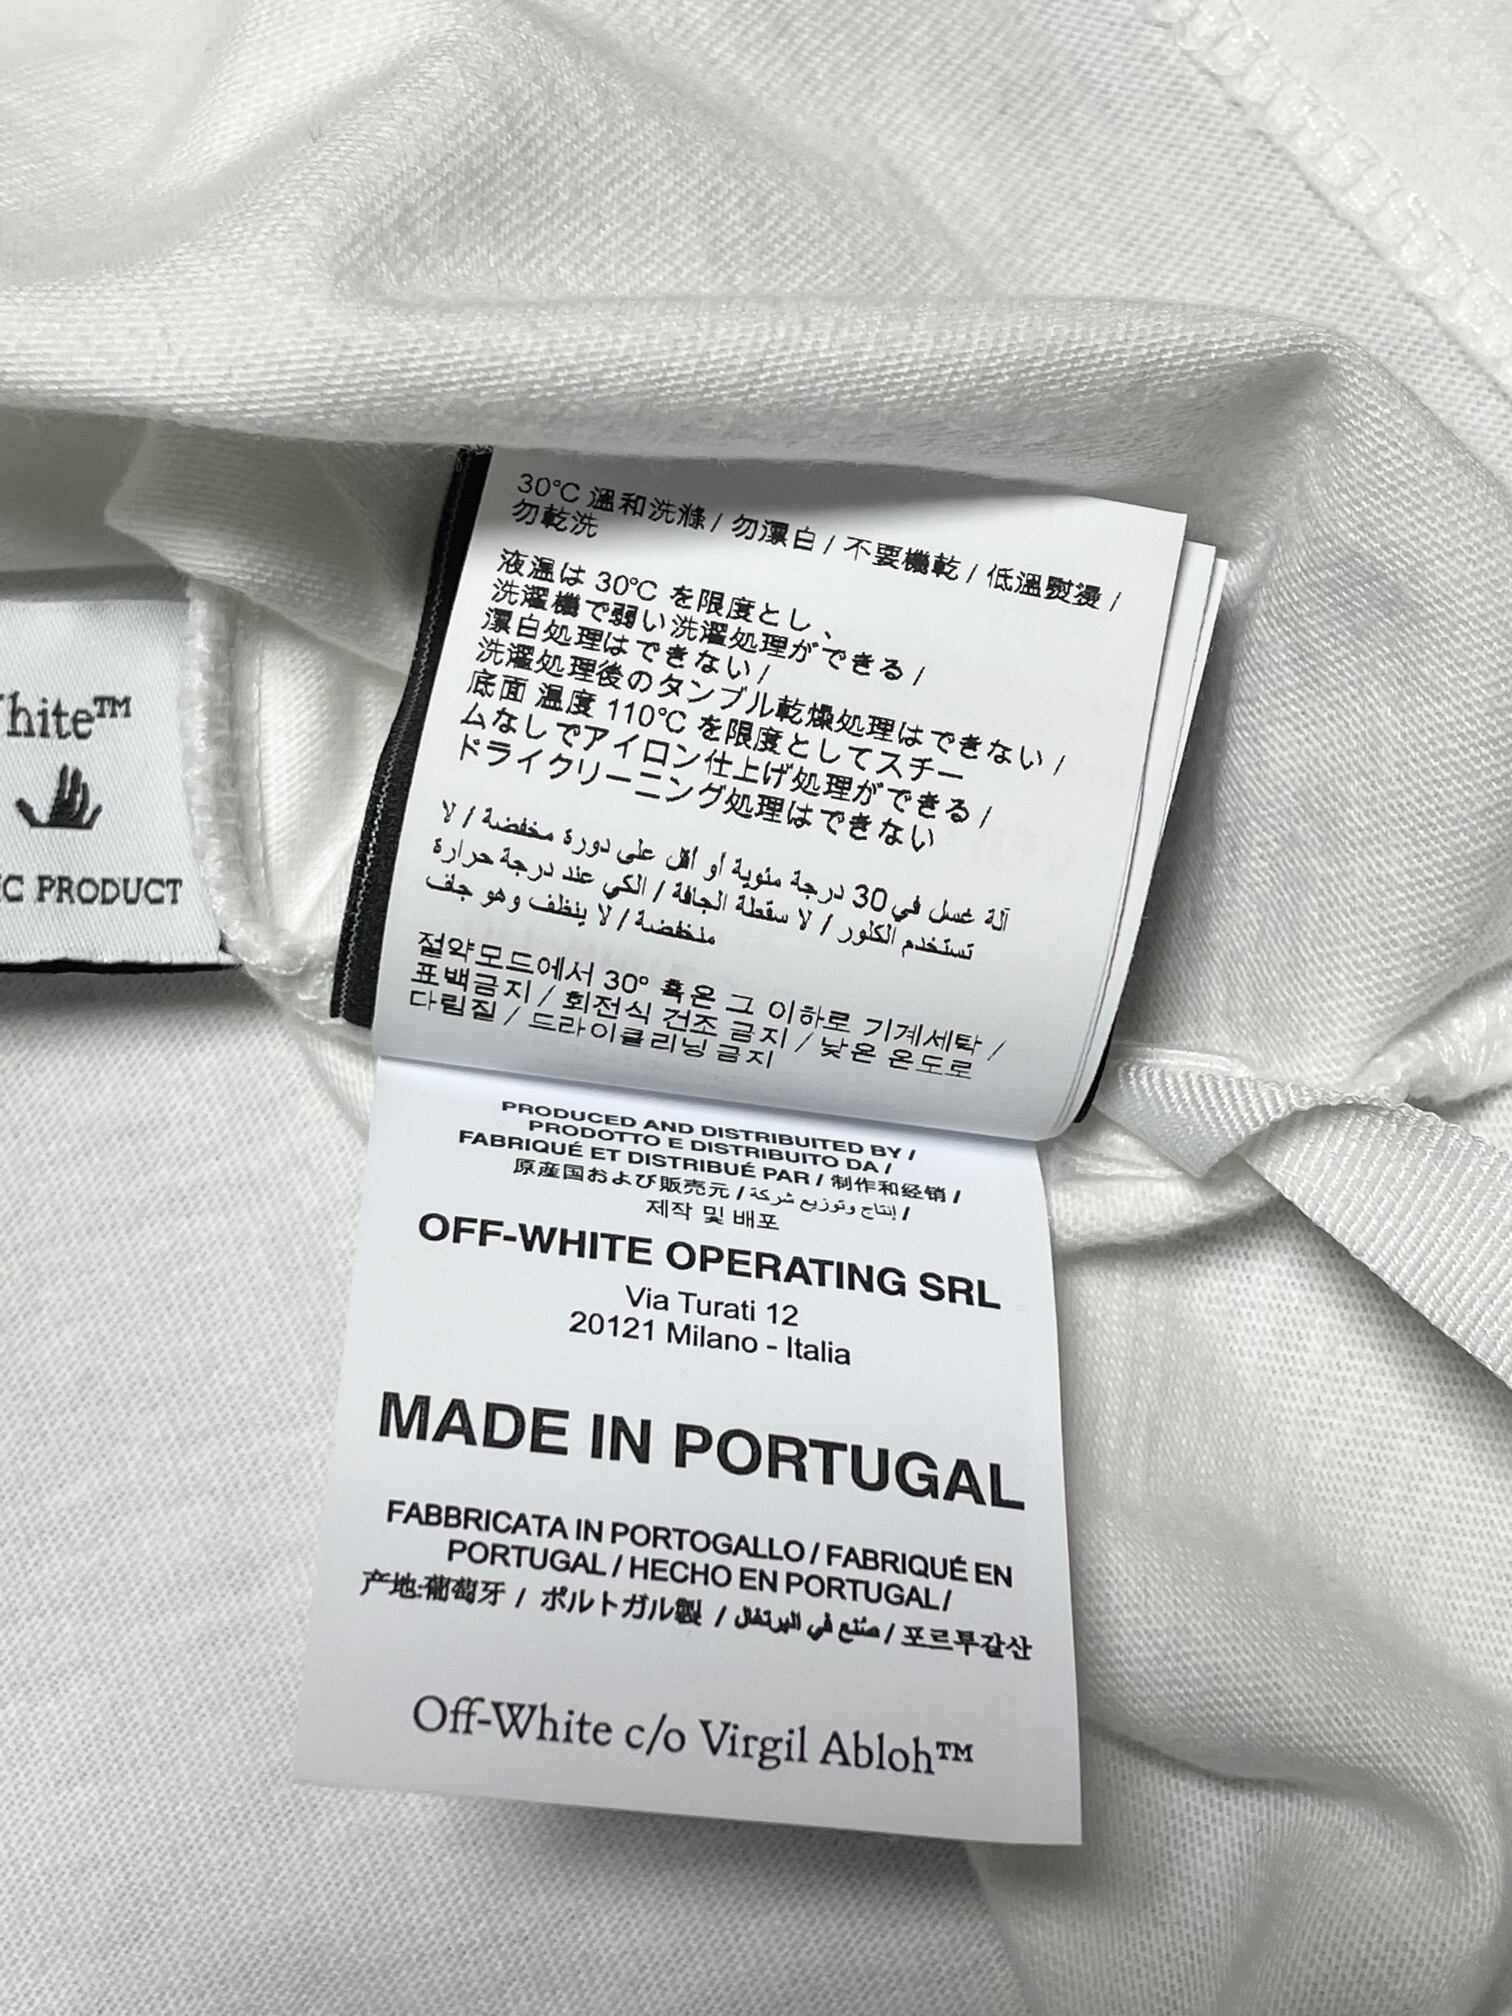 30°C 溫和洗滌 / 勿漂白 / 不要機乾 / 低溫熨燙 /
勿乾洗
液温は 30℃ を限度とし、
洗濯機で弱い洗濯処理ができる /
漂白処理はできない /
洗濯処理後のタンブル乾燥処理はできない /
底面 温度 110℃ を限度としてスチー
ムなしでアイロン仕上げ処理ができる /
ドライクリーニング処理はできない
آلة غسل في 30 درجة مئوية أو أقل على دورة مخفضة / لا
تستخدم الكلور / لا سقطة الجافة / الكي عند درجة حرارة
منخفضة / لا ينظف وهو جلف
절약모드에서 30° 혹은 그 이하로 기계세탁 /
표백금지 / 회전식 건조 금지 / 낮은 온도로
다림질 / 드라이클리닝 금지
hite™
IC PRODUCT
PRODUCED AND DISTRIBUITED BY /
PRODOTTO E DISTRIBUITO DA /
FABRIQUÉ ET DISTRIBUÉ PAR / 制作和经销 /
原産国および販売元 / إنتاج وتوزيع شركة /
제작 및 배포
OFF-WHITE OPERATING SRL
Via Turati 12
20121 Milano - Italia
MADE IN PORTUGAL
FABBRICATA IN PORTOGALLO / FABRIQUÉ EN
PORTUGAL / HECHO EN PORTUGAL /
产地:葡萄牙 / ポルトガル製 / صنع في البرتغال / 포르투갈산
Off-White c/o Virgil Abloh™